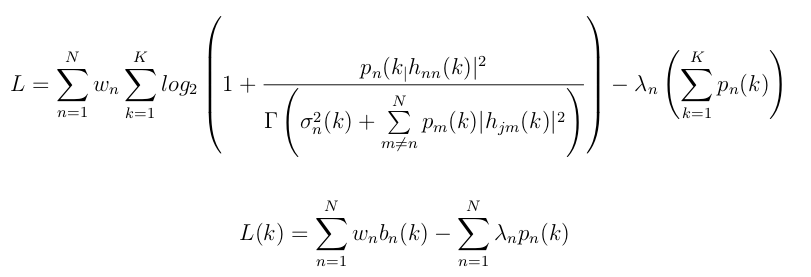 L = \sum_{n=1}^{N} w_n \sum_{k=1}^{K} log_2 \left( 1 + \frac{p_n(k_| h_{nn}(k)|^2}{\Gamma \left( \sigma_n^2(k) + \sum_{m \neq n}^{N} p_m(k)|h_{jm}(k)|^2 \right)} \right) - \lambda_n \left( \sum_{k=1}^{K} p_n(k) \right)
L(k) = \sum_{n=1}^{N} w_n b_n(k) - \sum_{n=1}^{N} \lambda_n p_n(k)